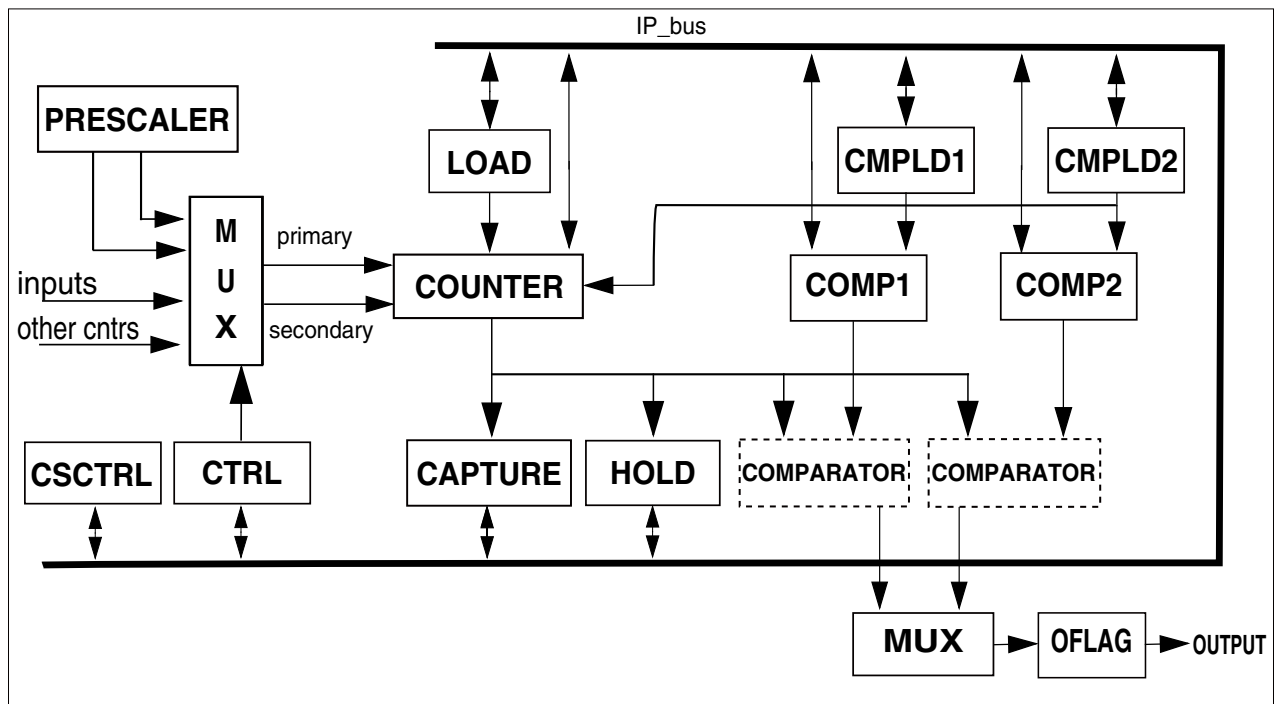 IP_bus
PRESCALER
LOAD
CMPLD1
CMPLD2
M
U
X
primary
secondary
inputs
other cntrs
COUNTER
COMP1
COMP2
CSCTRL
CTRL
CAPTURE
HOLD
COMPARATOR
COMPARATOR
MUX
OFLAG
OUTPUT